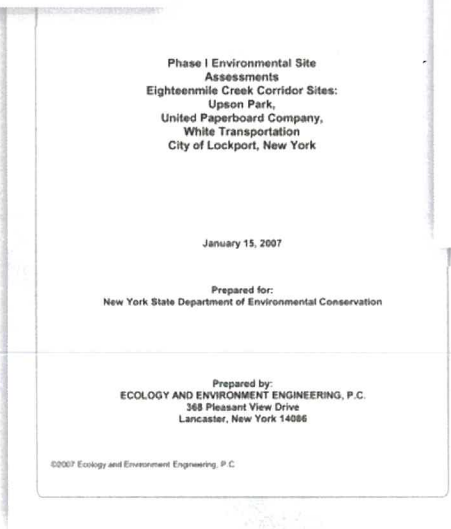 Phase I Environmental Site
Assessments
Eighteenmile Creek Corridor Sites:
Upson Park,
United Paperboard Company,
White Transportation
City of Lockport, New York
January 15, 2007
Prepared for:
New York State Department of Environmental Conservation
Prepared by:
ECOLOGY AND ENVIRONMENT ENGINEERING, P.C.
368 Pleasant View Drive
Lancaster, New York 14086
©2007 Ecology and Environment Engineering, P.C